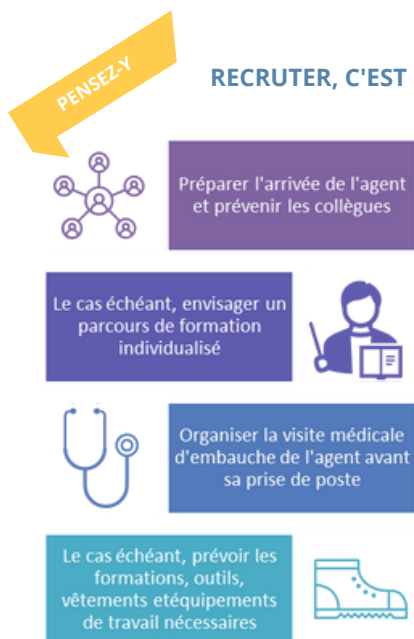 PENSEZ-Y
RECRUTER, C'EST
Préparer l'arrivée de l'agent
et prévenir les collègues
Le cas échéant, envisager un
parcours de formation
individualisé
Organiser la visite médicale
d'embauche de l'agent avant
sa prise de poste
Le cas échéant, prévoir les
formations, outils,
vêtements etéquipements
de travail nécessaires